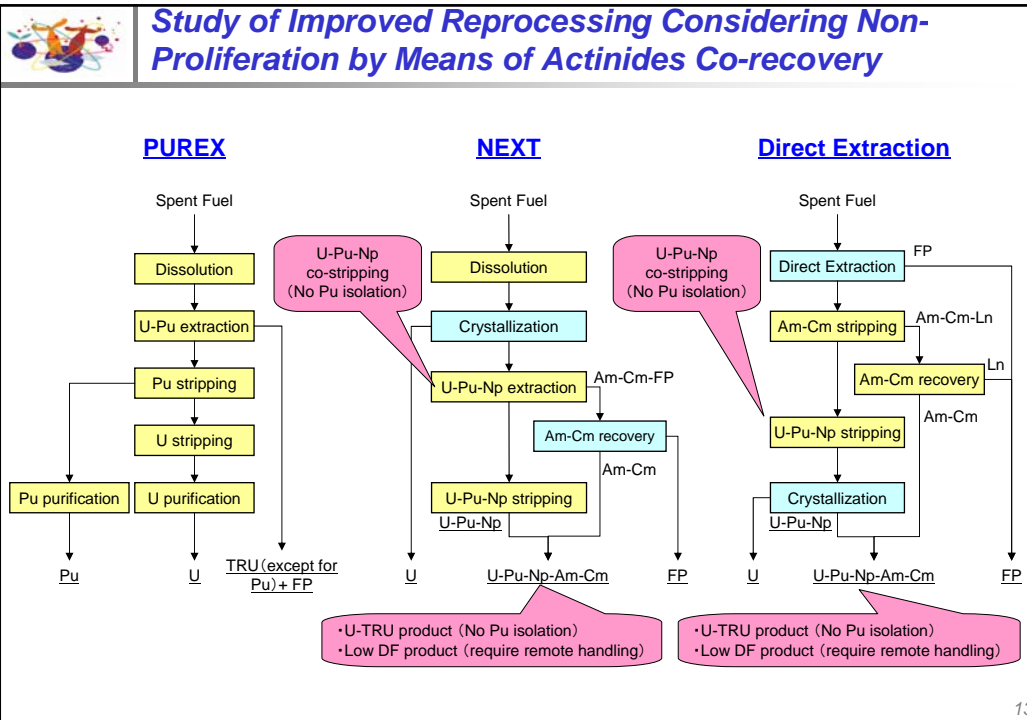 Study of Improved Reprocessing Considering Non-
Proliferation by Means of Actinides Co-recovery
PUREX
Spent Fuel
Dissolution
U-Pu extraction
Pu stripping
U stripping
Pu purification
U purification
Pu
U
TRU(except for
Pu)+ FP
NEXT
Spent Fuel
U-Pu-Np
co-stripping
(No Pu isolation)
Dissolution
Crystallization
U-Pu-Np extraction
Am-Cm-FP
Am-Cm recovery
Am-Cm
U-Pu-Np stripping
U-Pu-Np
U
U-Pu-Np-Am-Cm
FP
・U-TRU product (No Pu isolation)
・Low DF product (require remote handling)
Direct Extraction
Spent Fuel
U-Pu-Np
co-stripping
(No Pu isolation)
FP
Direct Extraction
Am-Cm stripping
Am-Cm-Ln
Ln
Am-Cm recovery
Am-Cm
U-Pu-Np stripping
Crystallization
U-Pu-Np
U
U-Pu-Np-Am-Cm
FP
・U-TRU product (No Pu isolation)
・Low DF product (require remote handling)
13